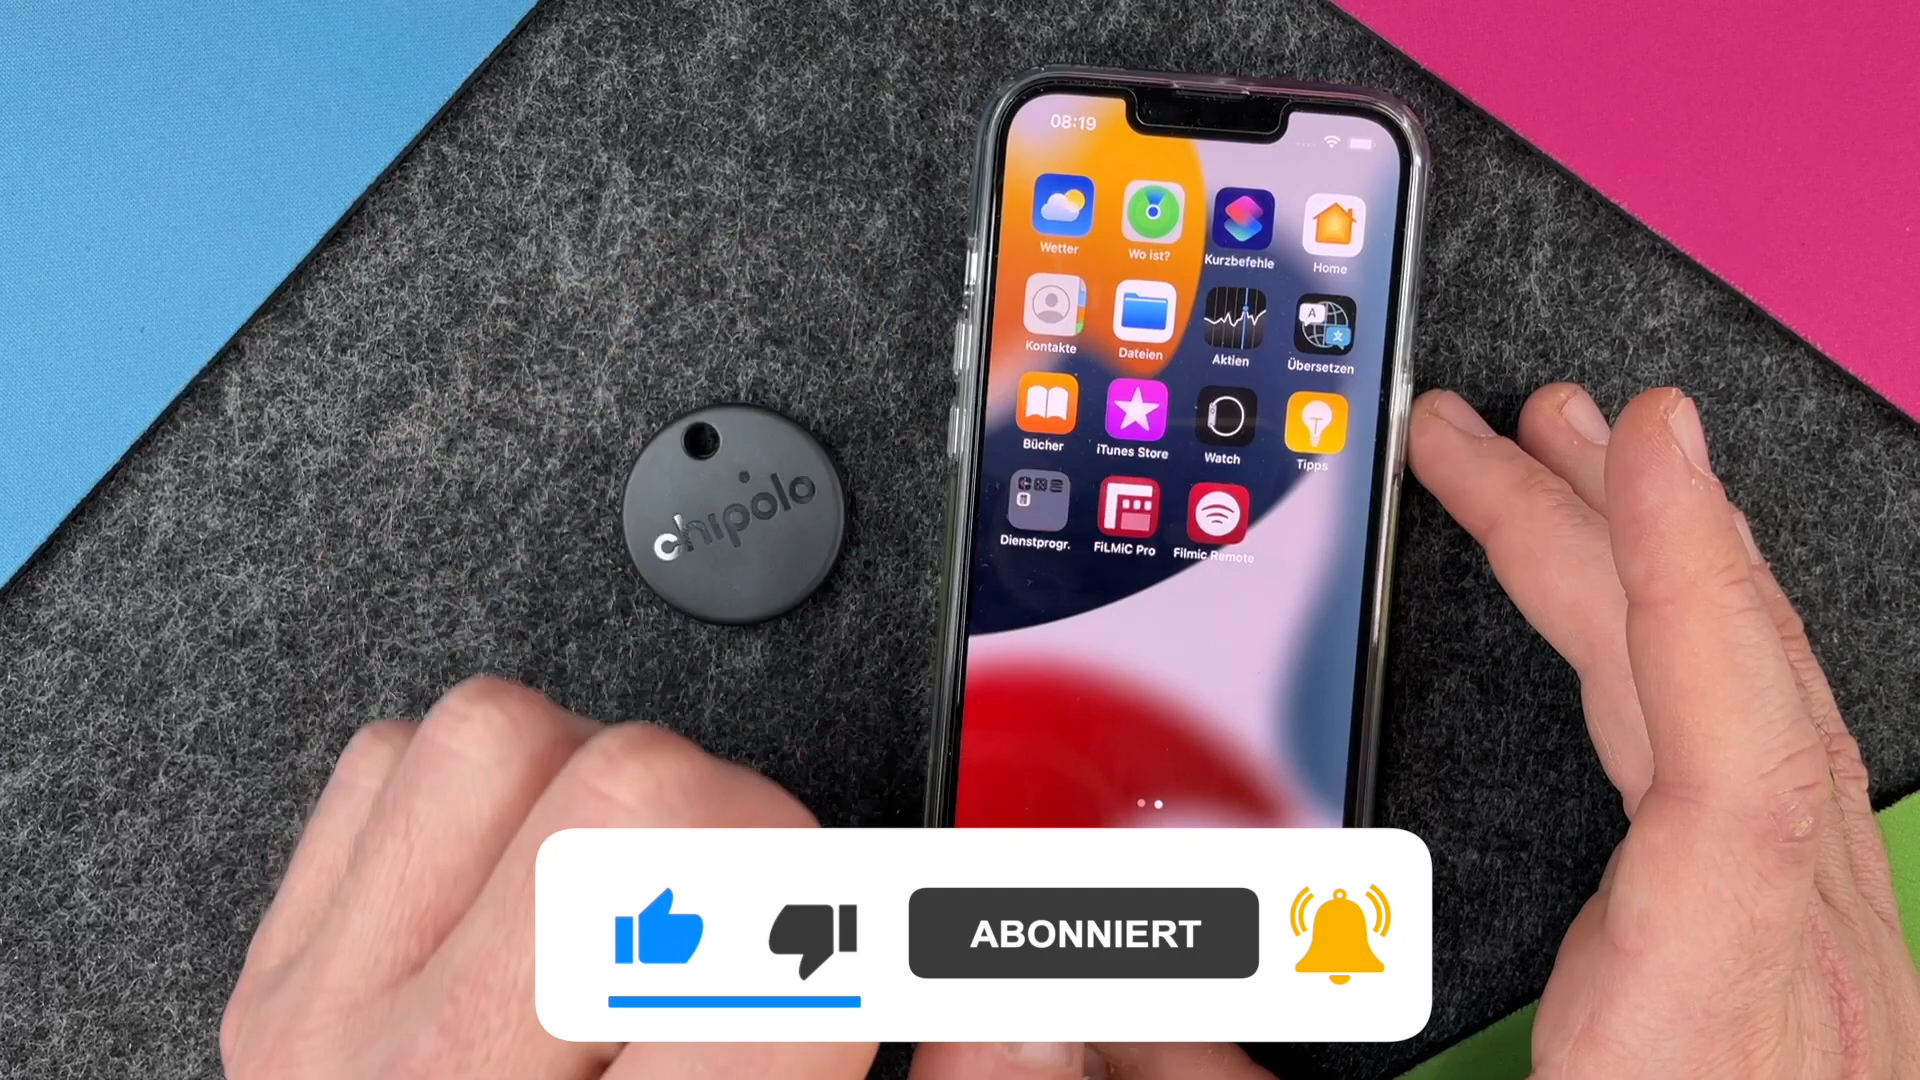 08:19
Wetter
Wo ist?
Kurzbefehle
Home
Kontakte
Dateien
Aktien
Übersetzen
Bücher
iTunes Store
Watch
Tipps
Dienstprogr.
FiLMiC Pro
Filmic Remote
chipolo
ABONNIERT